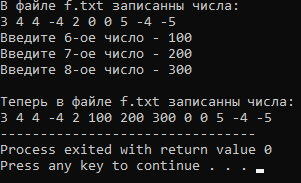 В файле f.txt записанны числа:
3 4 4 -4 2 0 0 5 -4 -5
Введите 6-ое число - 100
Введите 7-ое число - 200
Введите 8-ое число - 300
Теперь в файле f.txt записанны числа:
3 4 4 -4 2 100 200 300 0 0 5 -4 -5
--------------------------------
Process exited with return value 0
Press any key to continue . . .